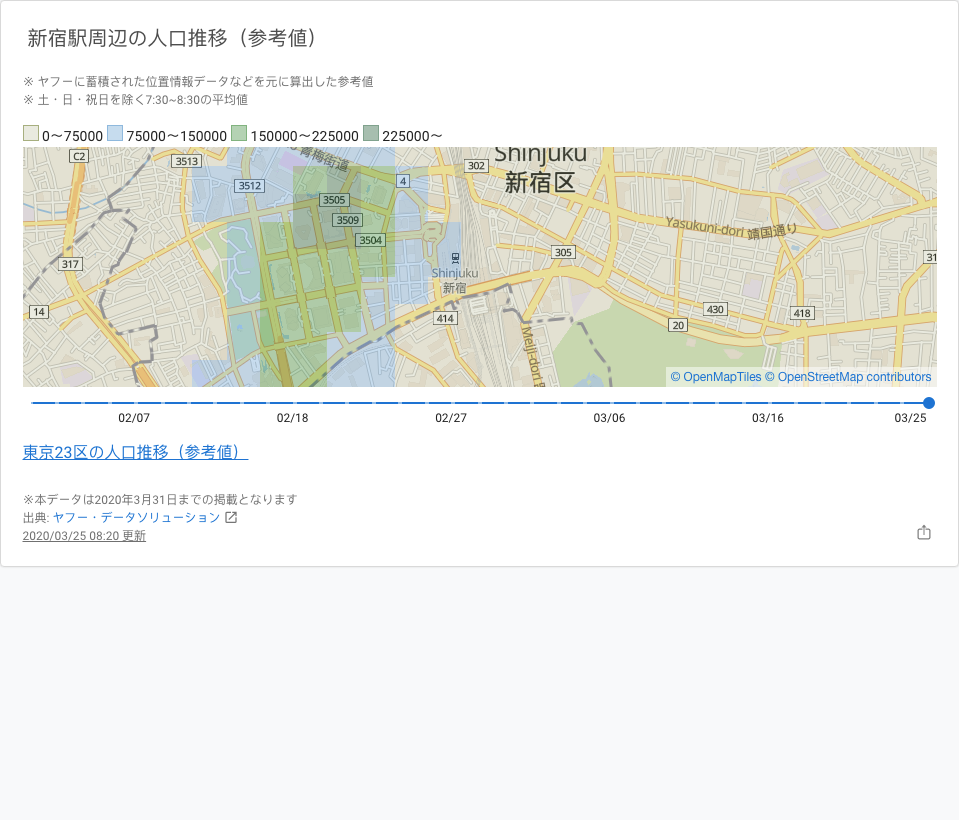 新宿駅周辺の人口推移（参考値）
※ ヤフーに蓄積された位置情報データなどを元に算出した参考値
※ 土・日・祝日を除く7:30~8:30の平均値
0〜75000 75000〜150000 150000〜225000 225000〜
C2 3513 青梅街道 302 Shinjuku
新宿区
3512 4
3505
3509 Yasukuni-dori 靖国通り
3504
305 31
317 Shinjuku
新宿
14 414 430 418
20
Meiji-dori
© OpenMapTiles © OpenStreetMap contributors
02/07 02/18 02/27 03/06 03/16 03/25
東京23区の人口推移（参考値）
※本データは2020年3月31日までの掲載となります
出典: ヤフー・データソリューション
2020/03/25 08:20 更新